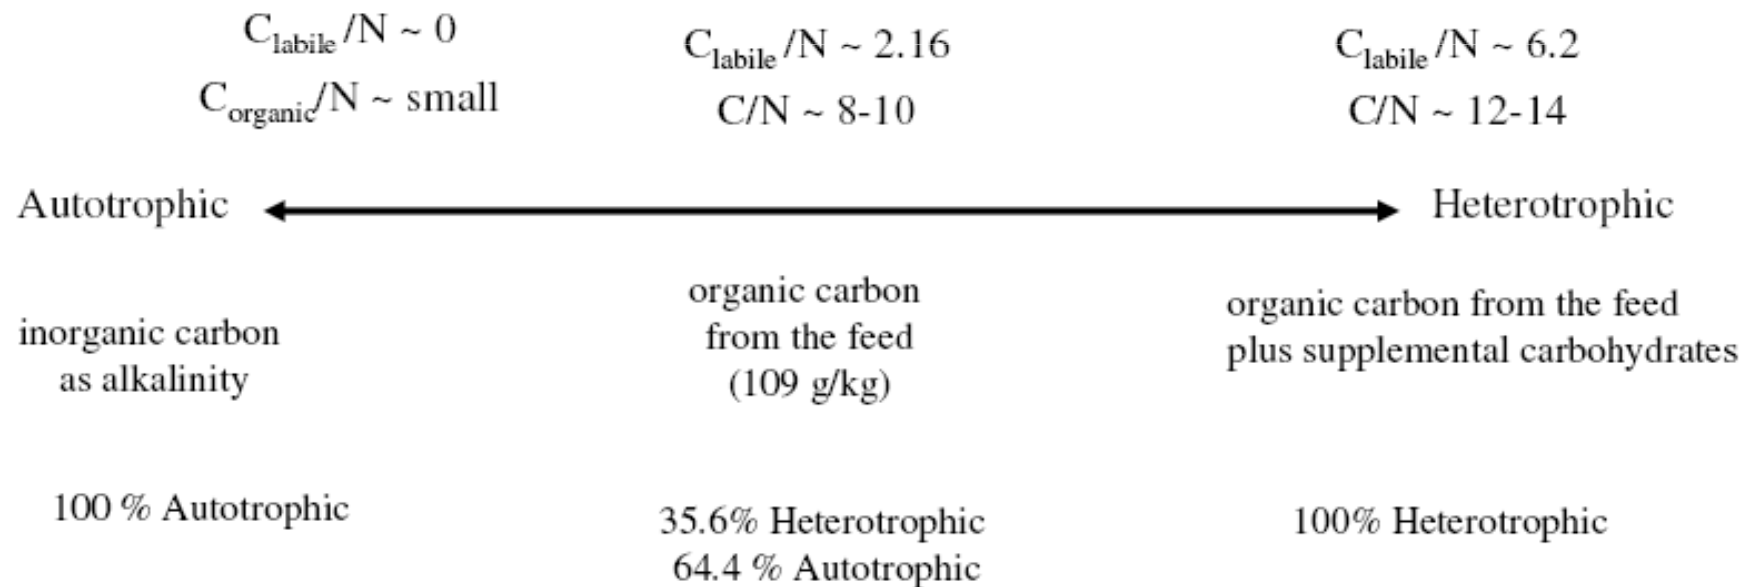 C_labile/N ~ 0
C_organic/N ~ small
C_labile/N ~ 2.16
C/N ~ 8-10
C_labile/N ~ 6.2
C/N ~ 12-14
Autotrophic
Heterotrophic
inorganic carbon
as alkalinity
organic carbon
from the feed
(109 g/kg)
organic carbon from the feed
plus supplemental carbohydrates
100 % Autotrophic
35.6% Heterotrophic
64.4 % Autotrophic
100% Heterotrophic